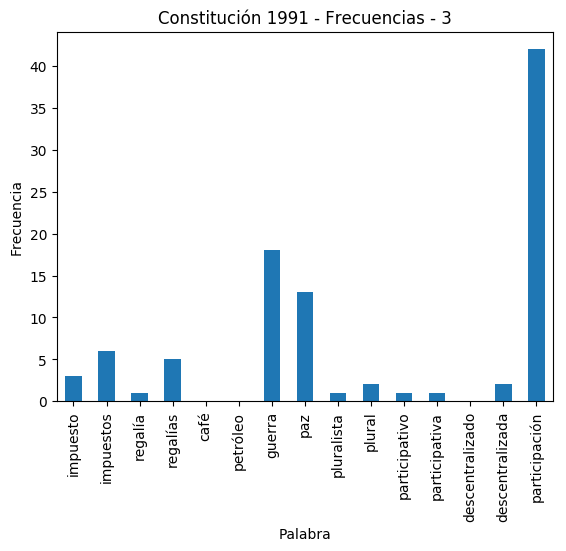 Constitución 1991 - Frecuencias - 3
40
35
30
25
20
15
10
5
0
Frecuencia
impuesto
impuestos
regalía
regalías
café
petróleo
guerra
paz
pluralista
plural
participativo
participativa
descentralizado
descentralizada
participación
Palabra